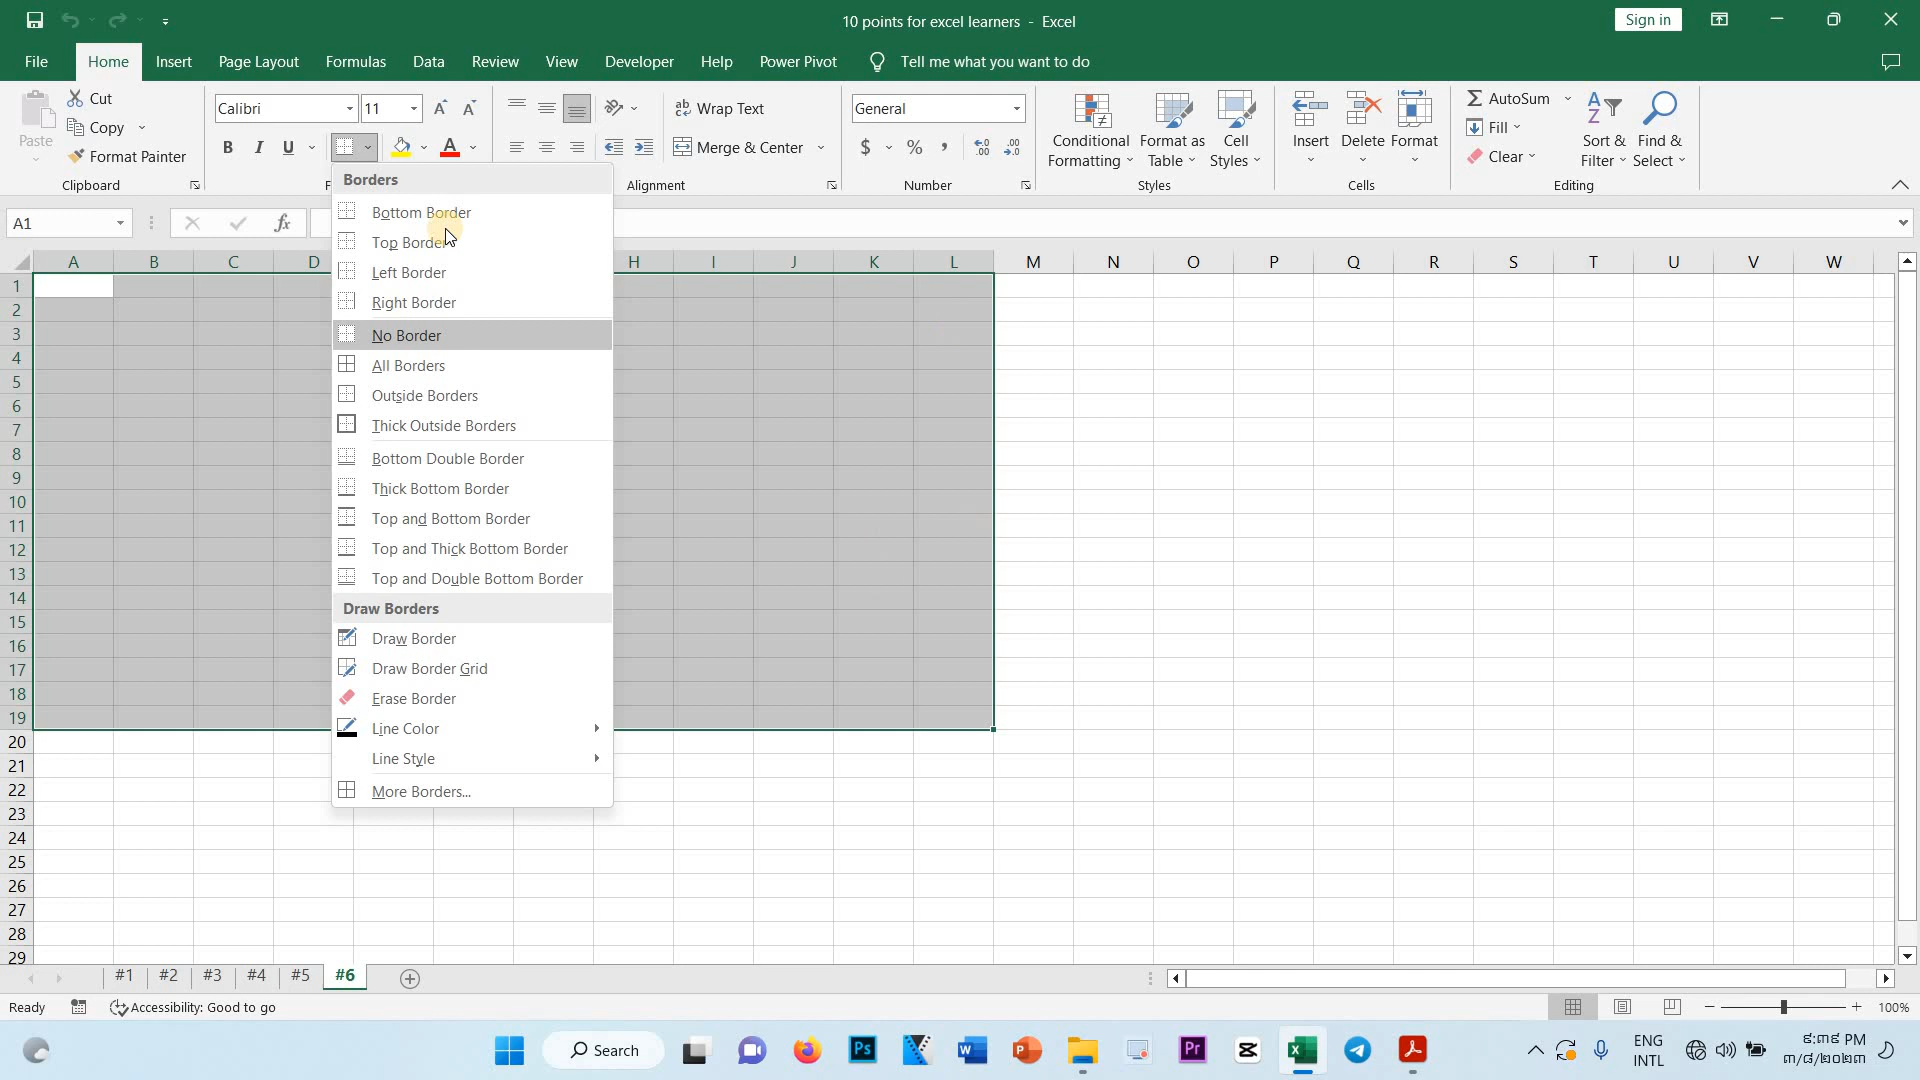 10 points for excel learners - Excel
Sign in
File Home Insert Page Layout Formulas Data Review View Developer Help Power Pivot Tell me what you want to do
Paste
Cut
Copy
Format Painter
Clipboard
Calibri 11
B I U A
Wrap Text
Merge & Center
Alignment
General
$ % ,
Number
Conditional Formatting
Format as Table
Cell Styles
Styles
Insert Delete Format
Cells
AutoSum
Fill
Clear
Sort & Filter
Find & Select
Editing
A1
fx
A B C D H I J K L M N O P Q R S T U V W
1
2
3
4
5
6
7
8
9
10
11
12
13
14
15
16
17
18
19
20
21
22
23
24
25
26
27
28
29
Borders
Bottom Border
Top Border
Left Border
Right Border
No Border
All Borders
Outside Borders
Thick Outside Borders
Bottom Double Border
Thick Bottom Border
Top and Bottom Border
Top and Thick Bottom Border
Top and Double Bottom Border
Draw Borders
Draw Border
Draw Border Grid
Erase Border
Line Color
Line Style
More Borders...
#1 #2 #3 #4 #5 #6
Ready
Accessibility: Good to go
100%
Search
Ps
W
P
Pr
ENG
INTL